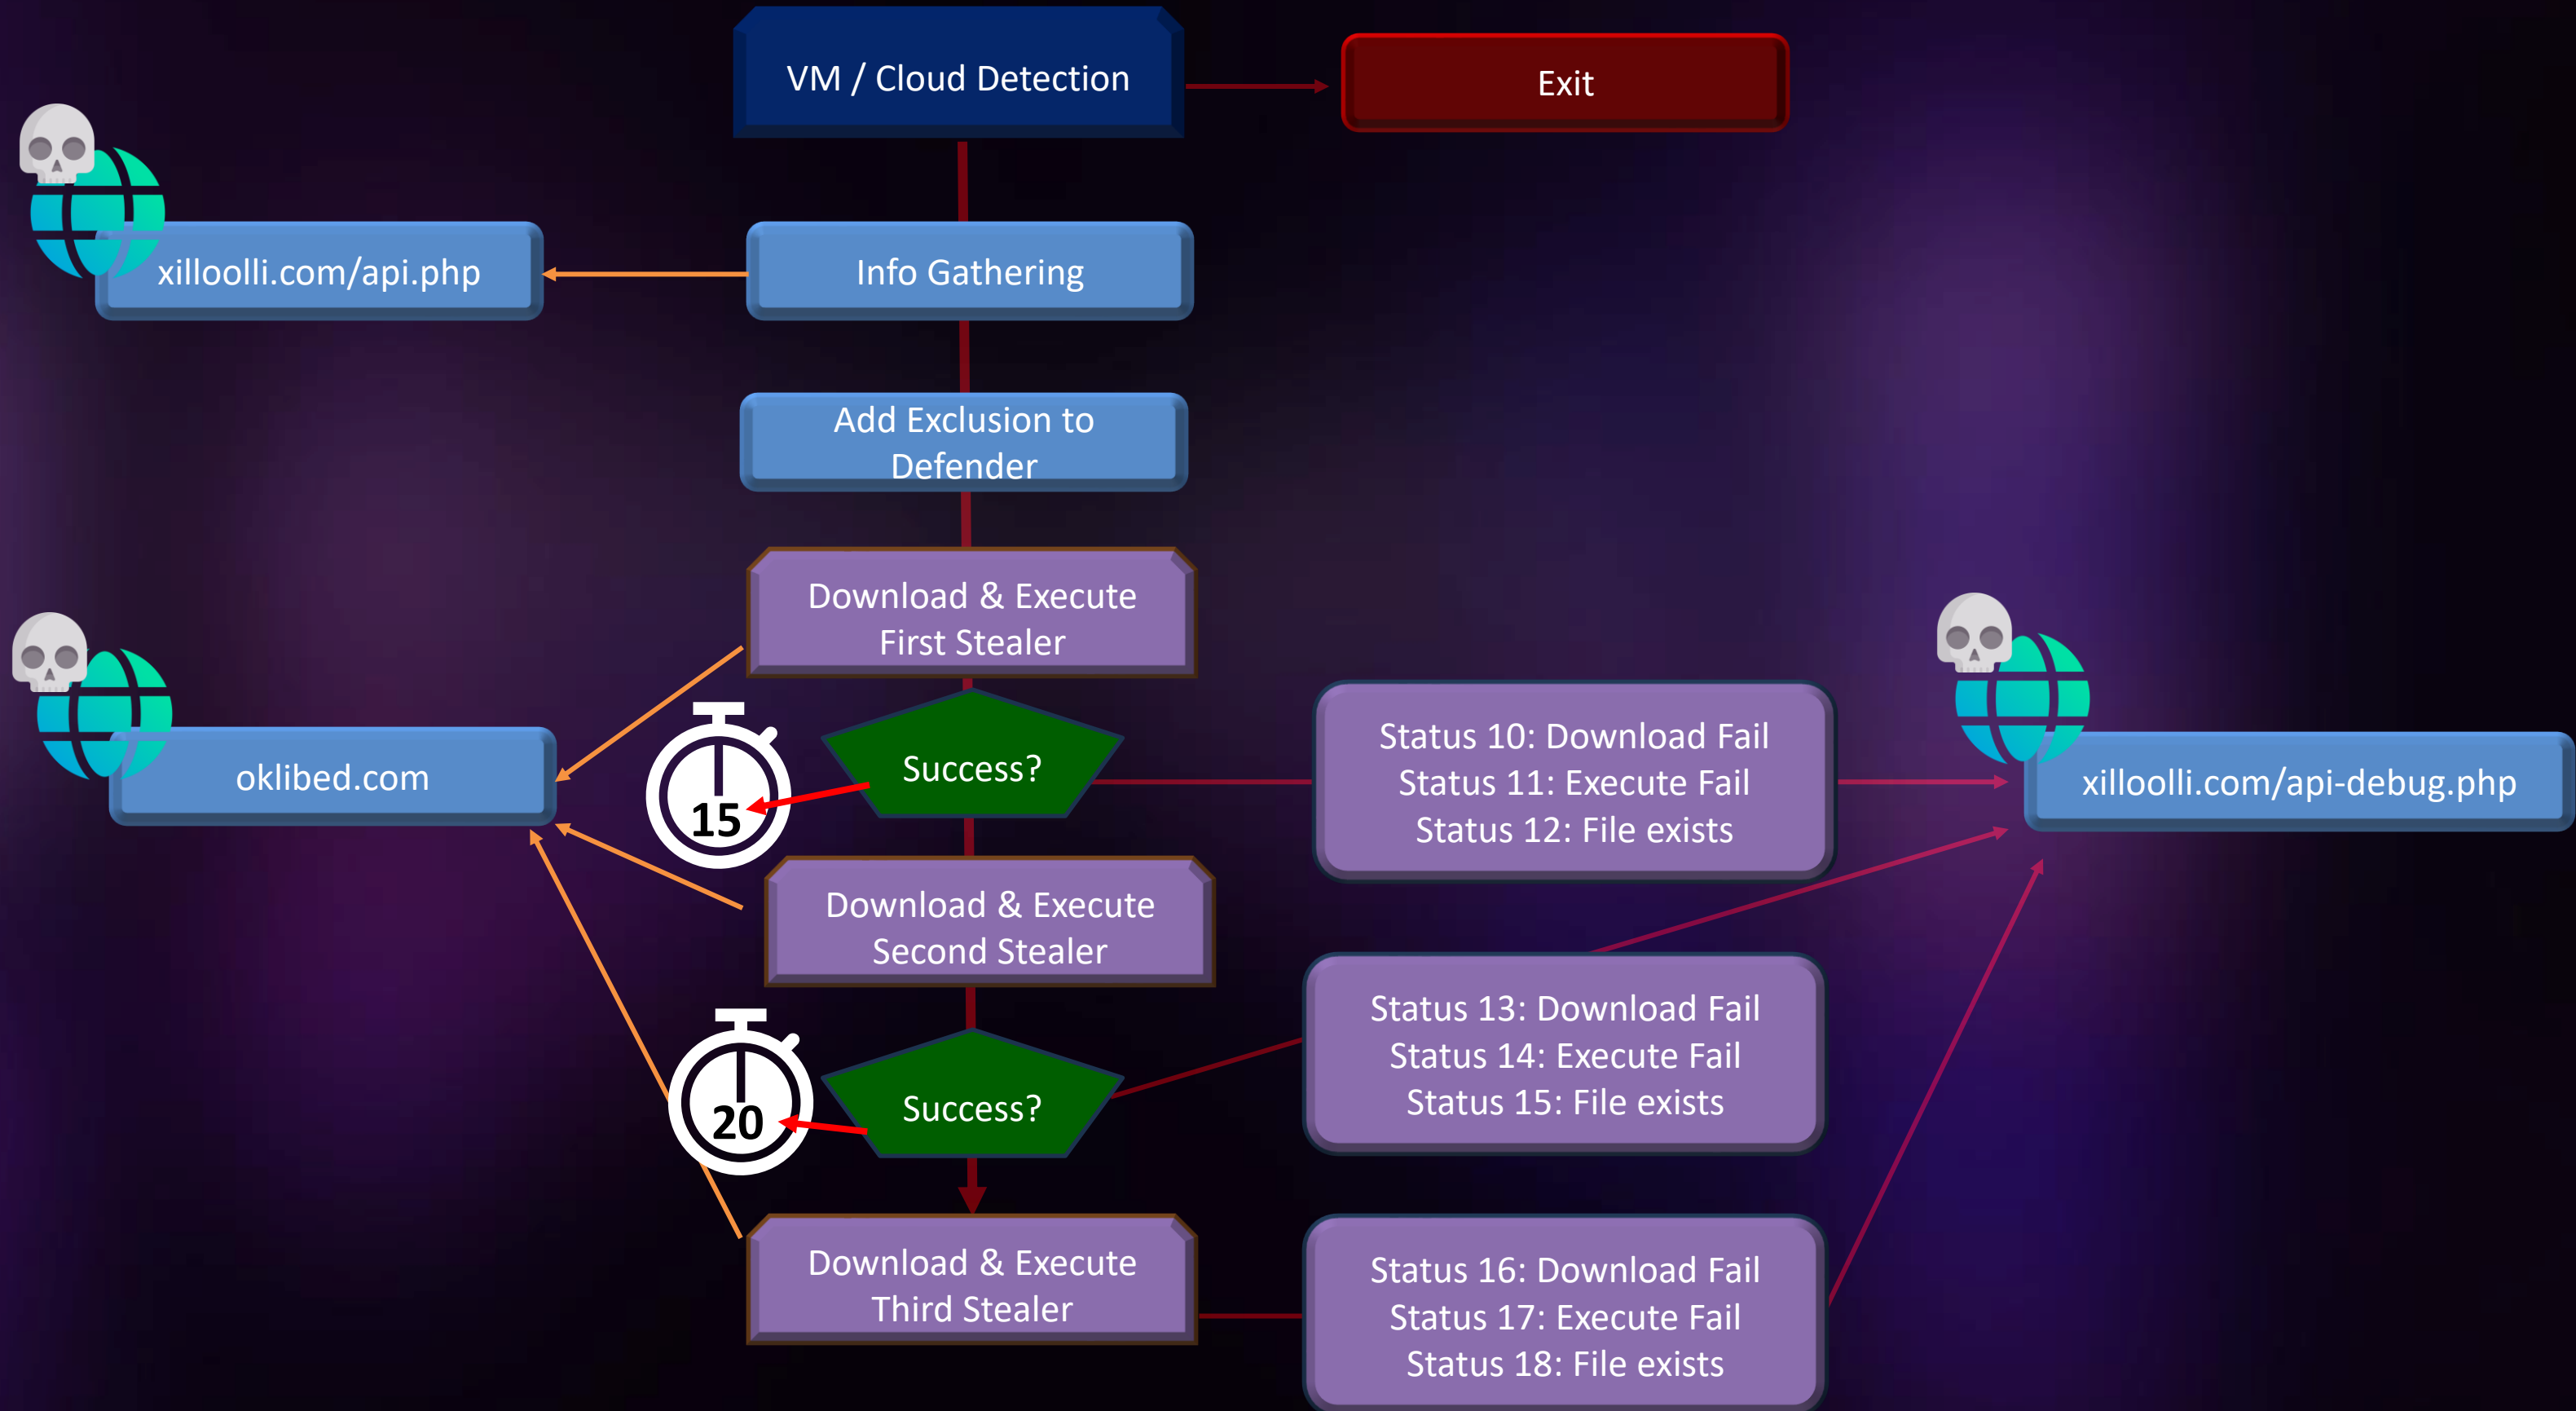 VM / Cloud Detection
Exit
xilloolli.com/api.php
Info Gathering
Add Exclusion to
Defender
Download & Execute
First Stealer
oklibed.com
15
Success?
Status 10: Download Fail
Status 11: Execute Fail
Status 12: File exists
xilloolli.com/api-debug.php
Download & Execute
Second Stealer
20
Success?
Status 13: Download Fail
Status 14: Execute Fail
Status 15: File exists
Download & Execute
Third Stealer
Status 16: Download Fail
Status 17: Execute Fail
Status 18: File exists